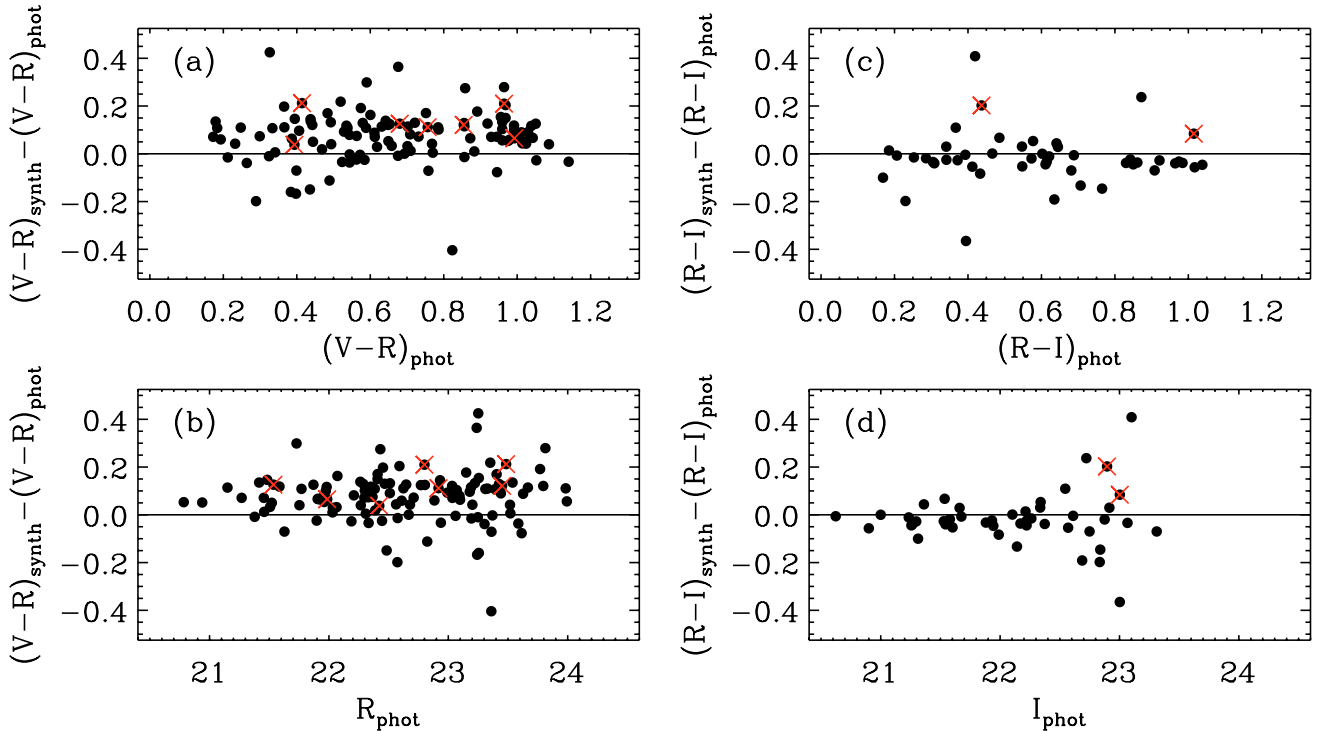 (a)
0.4
0.2
0.0
−0.2
−0.4
(V−R)synth−(V−R)phot
0.0 0.2 0.4 0.6 0.8 1.0 1.2
(V−R)phot
(c)
0.4
0.2
0.0
−0.2
−0.4
(R−I)synth−(R−I)phot
0.0 0.2 0.4 0.6 0.8 1.0 1.2
(R−I)phot
(b)
0.4
0.2
0.0
−0.2
−0.4
(V−R)synth−(V−R)phot
21 22 23 24
Rphot
(d)
0.4
0.2
0.0
−0.2
−0.4
(R−I)synth−(R−I)phot
21 22 23 24
Iphot